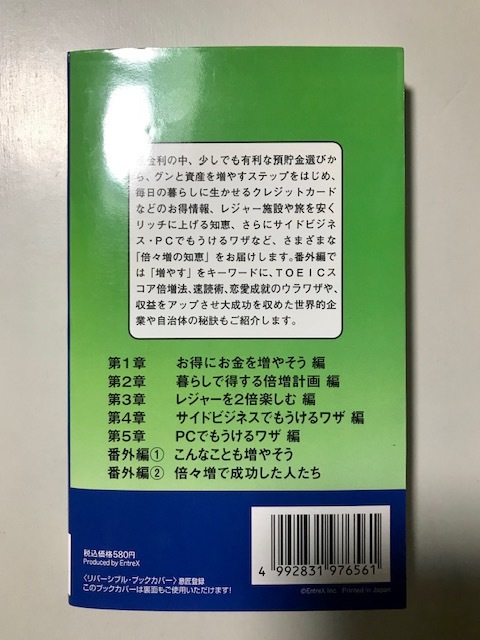 金利の中、少しでも有利な預貯金選びか
ら、グンと資産を増やすステップをはじめ、
毎日の暮らしに生かせるクレジットカード
などのお得情報、レジャー施設や旅を安く
リッチに上げる知恵、さらにサイドビジネ
ス・PCでもうけるワザなど、さまざまな
「倍々増の知恵」をお届けします。番外編で
は「増やす」をキーワードに、TOEICス
コア倍増法、速読術、恋愛成就のウラワザや、
収益をアップさせ大成功を収めた世界的企
業や自治体の秘訣もご紹介します。
第1章 お得にお金を増やそう 編
第2章 暮らしで得する倍増計画 編
第3章 レジャーを2倍楽しむ 編
第4章 サイドビジネスでもうけるワザ 編
第5章 PCでもうけるワザ 編
番外編① こんなことも増やそう
番外編② 倍々増で成功した人たち
税込価格580円
Produced by EntreX
〈リバーシブル・ブックカバー〉意匠登録
このブックカバーは裏面もご使用いただけます!
4 992831 976561
©EntreX Inc. Printed in Japan